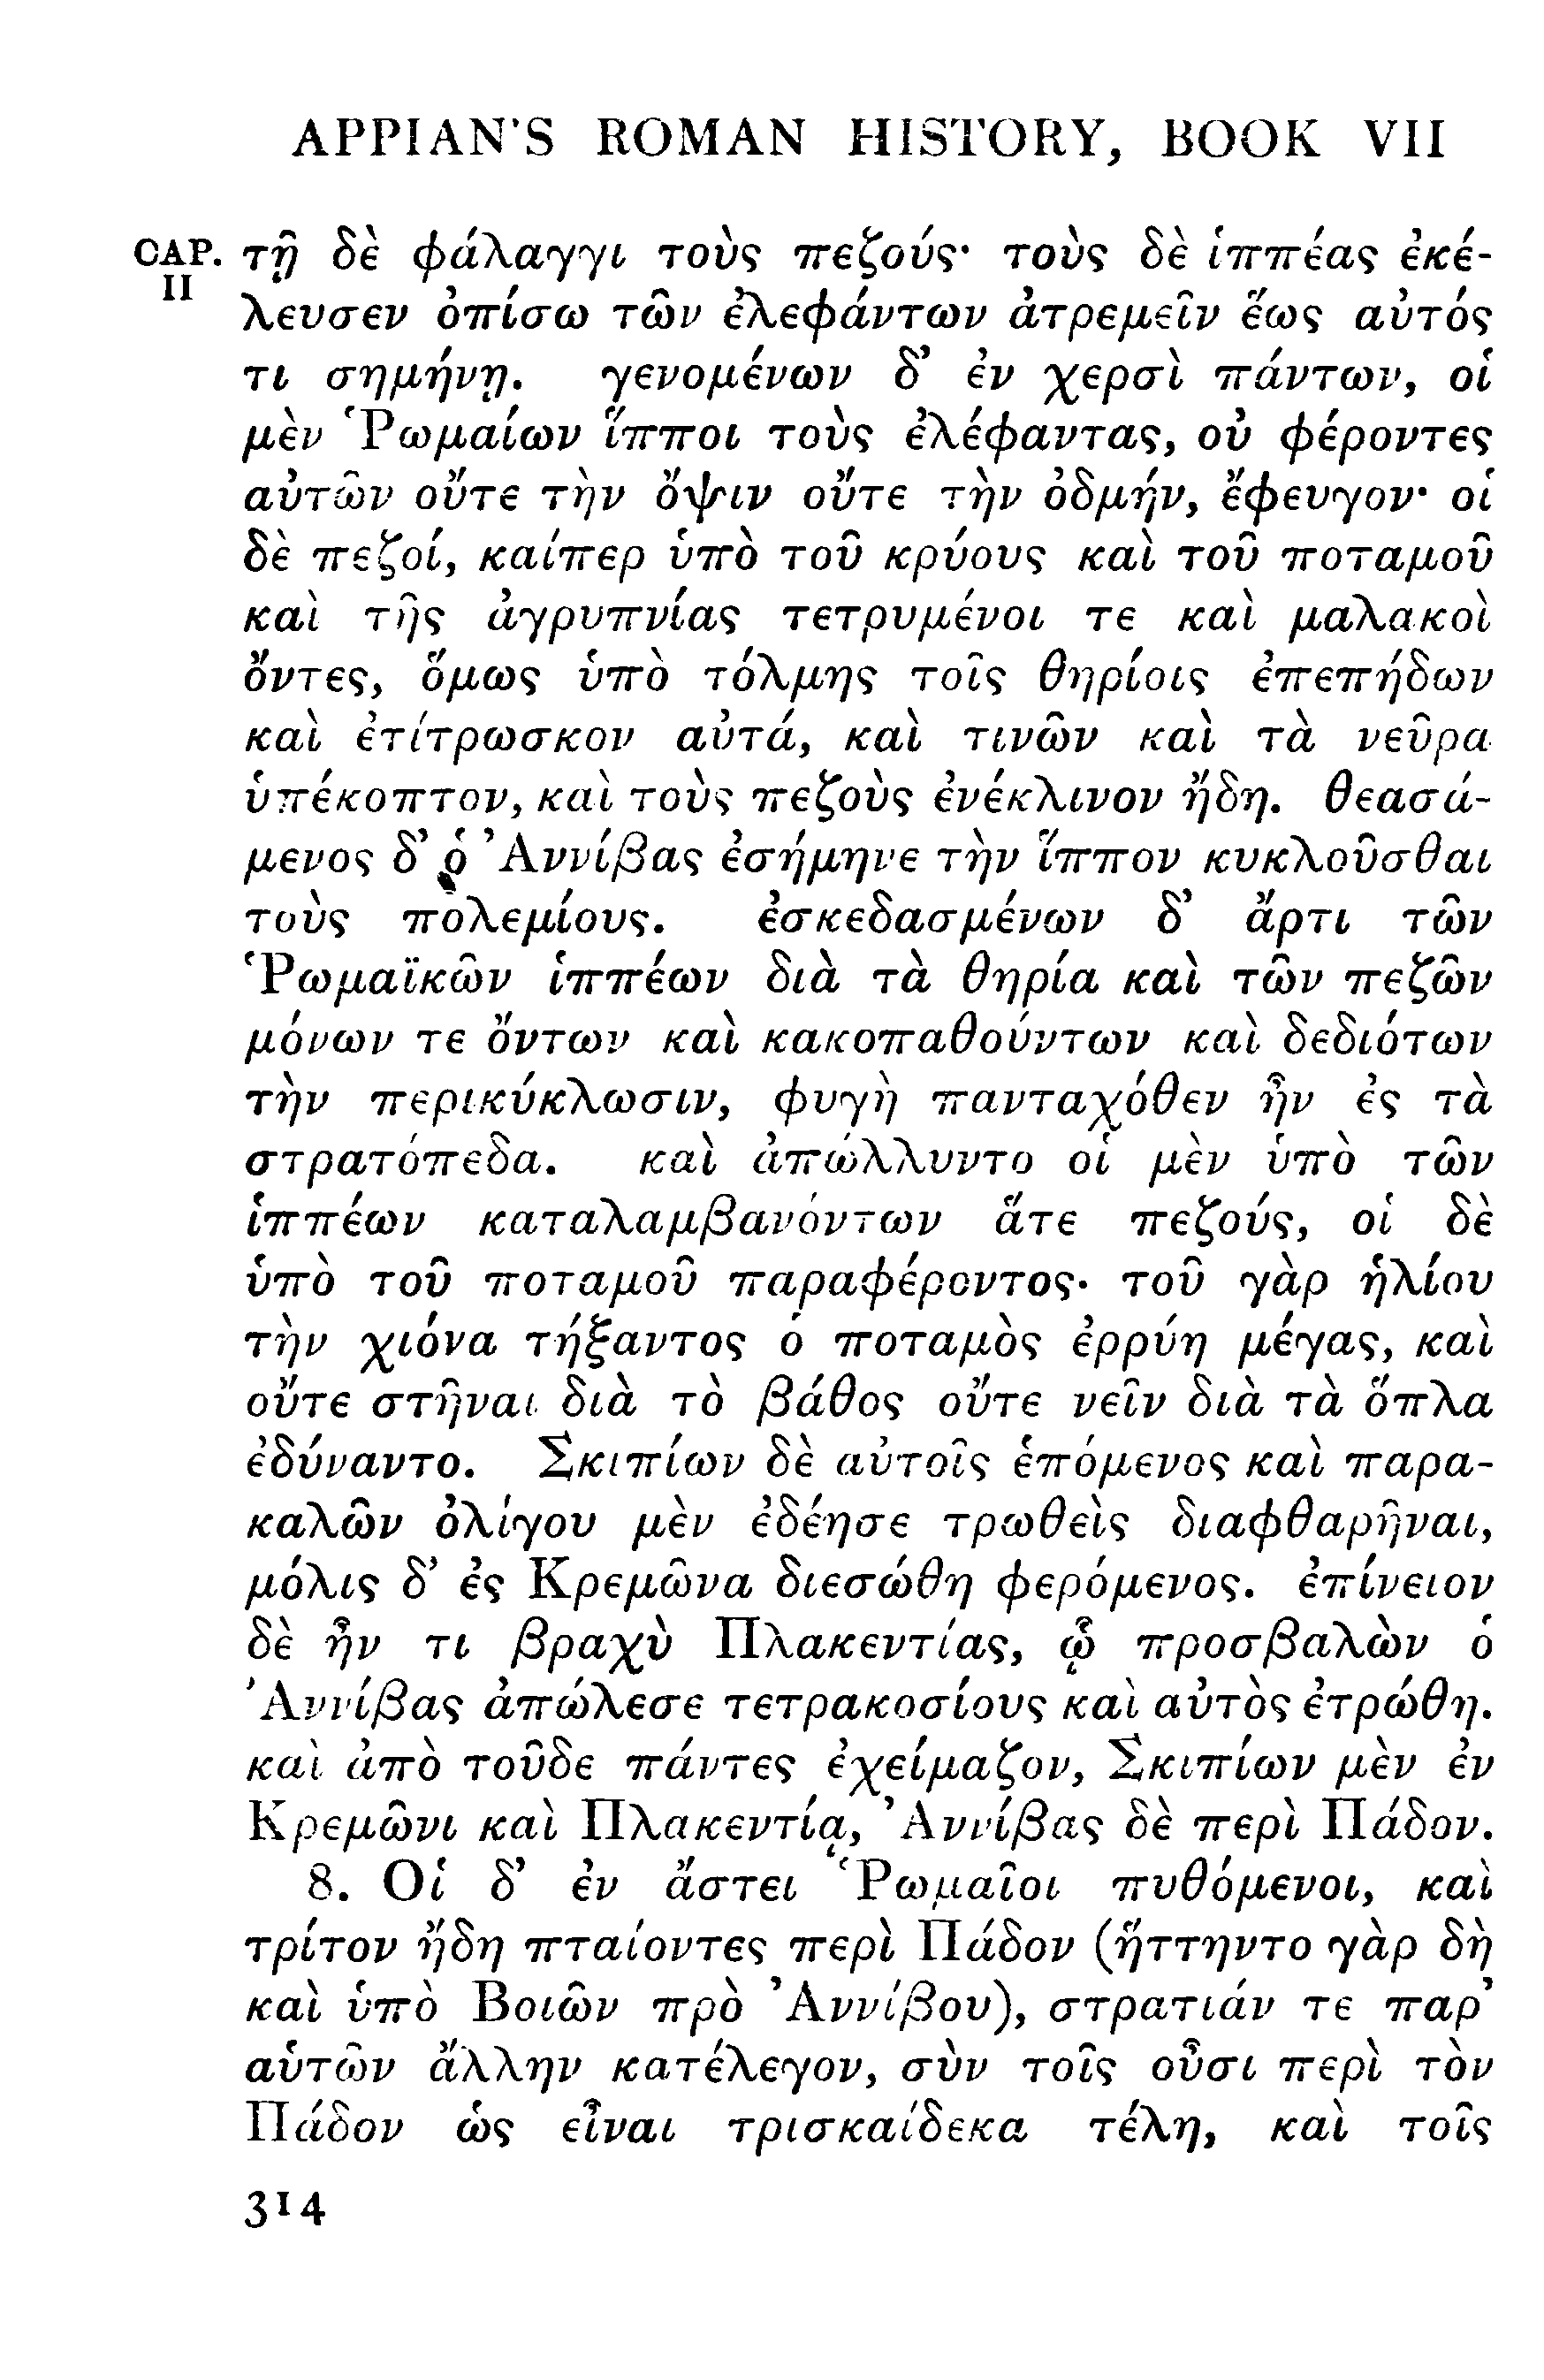 APPIAN'S ROMAN HISTORY, BOOK VII
CAP. II
τῇ δὲ φάλαγγι τοὺς πεζούς· τοὺς δὲ ἱππέας ἐκέ-
λευσεν ὀπίσω τῶν ἐλεφάντων ἀτρεμεῖν ἕως αὐτός
τι σημήνῃ. γενομένων δ’ ἐν χερσὶ πάντων, οἱ
μὲν Ῥωμαίων ἵπποι τοὺς ἐλέφαντας, οὐ φέροντες
αὐτῶν οὔτε τὴν ὄψιν οὔτε τὴν ὀδμήν, ἔφευγον· οἱ
δὲ πεζοί, καίπερ ὑπὸ τοῦ κρύους καὶ τοῦ ποταμοῦ
καὶ τῆς ἀγρυπνίας τετρυμένοι τε καὶ μαλακοὶ
ὄντες, ὅμως ὑπὸ τόλμης τοῖς θηρίοις ἐπεπήδων
καὶ ἐτίτρωσκον αὐτά, καὶ τινῶν καὶ τὰ νεῦρα
ὑπέκοπτον, καὶ τοὺς πεζοὺς ἐνέκλινον ἤδη. θεασά-
μενος δ’ ὁ Ἀννίβας ἐσήμηνε τὴν ἵππον κυκλοῦσθαι
τοὺς πολεμίους. ἐσκεδασμένων δ’ ἄρτι τῶν
Ῥωμαϊκῶν ἱππέων διὰ τὰ θηρία καὶ τῶν πεζῶν
μόνων τε ὄντων καὶ κακοπαθούντων καὶ δεδιότων
τὴν περικύκλωσιν, φυγὴ πανταχόθεν ἦν ἐς τὰ
στρατόπεδα. καὶ ἀπώλλυντο οἱ μὲν ὑπὸ τῶν
ἱππέων καταλαμβανόντων ἅτε πεζούς, οἱ δὲ
ὑπὸ τοῦ ποταμοῦ παραφέροντος· τοῦ γὰρ ἡλίου
τὴν χιόνα τήξαντος ὁ ποταμὸς ἐρρύη μέγας, καὶ
οὔτε στῆναι διὰ τὸ βάθος οὔτε νεῖν διὰ τὰ ὅπλα
ἐδύναντο. Σκιπίων δὲ αὐτοῖς ἑπόμενος καὶ παρα-
καλῶν ὀλίγου μὲν ἐδέησε τρωθεὶς διαφθαρῆναι,
μόλις δ’ ἐς Κρεμῶνα διεσώθη φερόμενος. ἐπίνειον
δὲ ἦν τι βραχὺ Πλακεντίας, ᾧ προσβαλὼν ὁ
Ἀννίβας ἀπώλεσε τετρακοσίους καὶ αὐτὸς ἐτρώθη.
καὶ ἀπὸ τοῦδε πάντες ἐχείμαζον, Σκιπίων μὲν ἐν
Κρεμῶνι καὶ Πλακεντίᾳ, Ἀννίβας δὲ περὶ Πάδον.
8. Οἱ δ’ ἐν ἄστει Ῥωμαῖοι πυθόμενοι, καὶ
τρίτον ἤδη πταίοντες περὶ Πάδον (ἥττηντο γὰρ δὴ
καὶ ὑπὸ Βοιῶν πρὸ Ἀννίβου), στρατιάν τε παρ’
αὑτῶν ἄλλην κατέλεγον, σὺν τοῖς οὖσι περὶ τὸν
Πάδον ὡς εἶναι τρισκαίδεκα τέλη, καὶ τοῖς
314